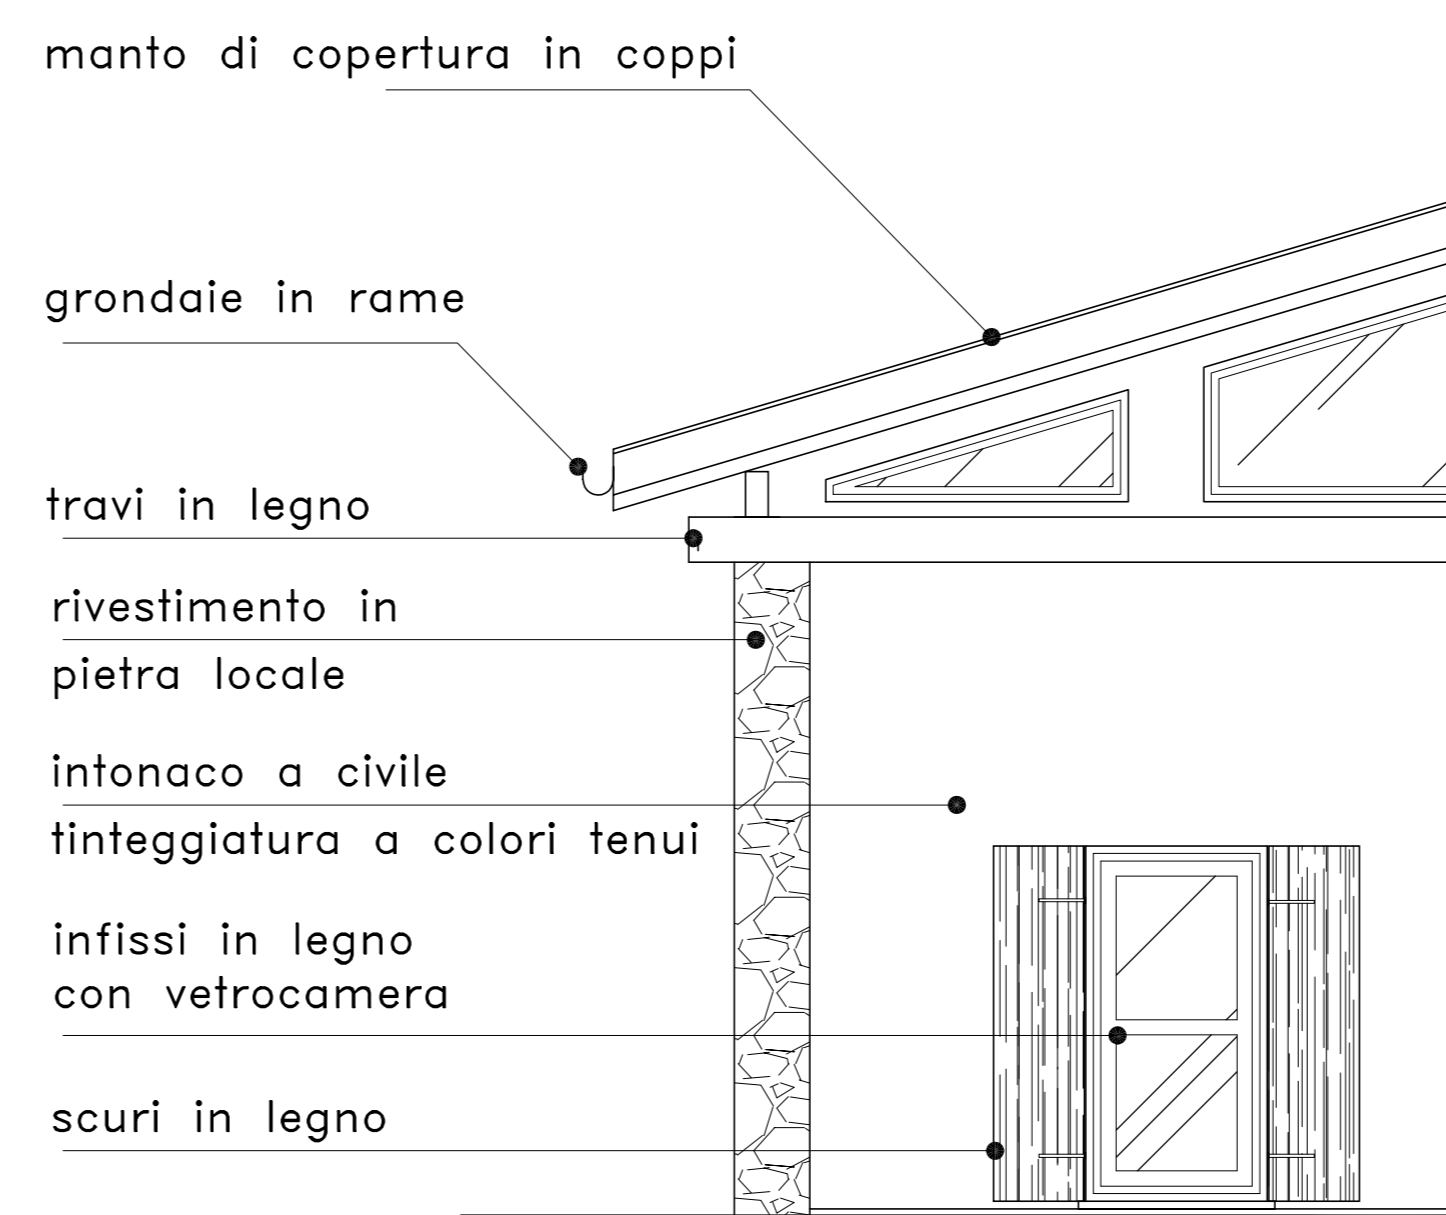 manto di copertura in coppi
grondaie in rame
travi in legno
rivestimento in
pietra locale
intonaco a civile
tinteggiatura a colori tenui
infissi in legno
con vetrocamera
scuri in legno